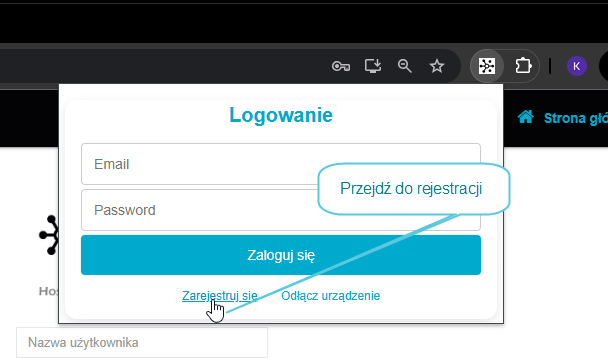 K
Strona głó
Logowanie
Email
Przejdź do rejestracji
Password
Zaloguj się
Zarejestruj się
Odłącz urządzenie
Hos
Nazwa użytkownika